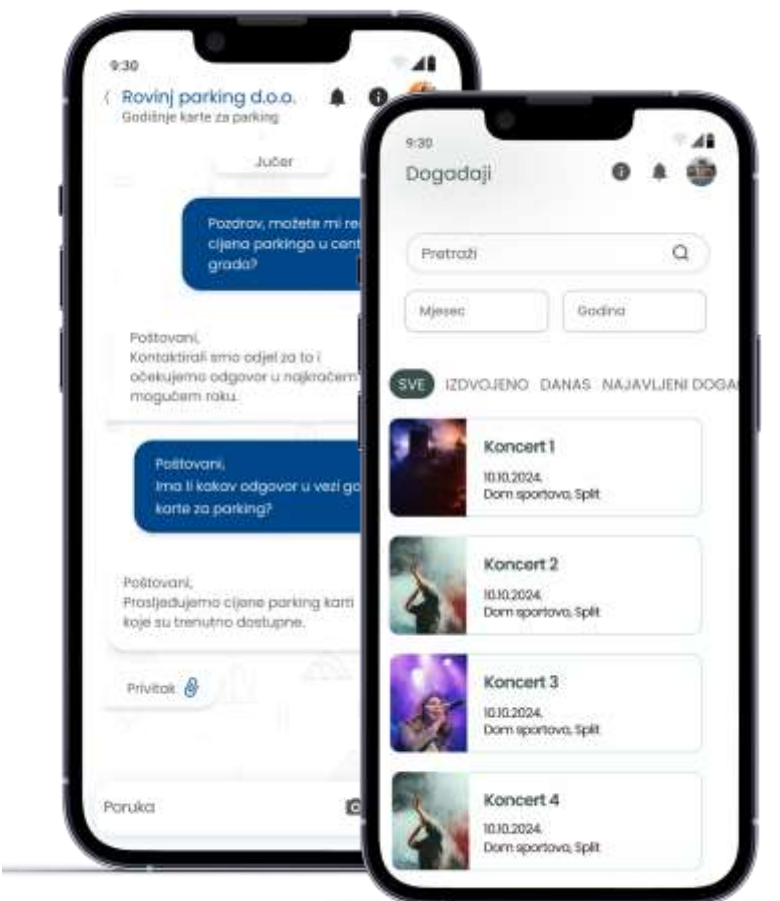 9:30
Rovinj parking d.o.o.
Godišnje karte za parking
Jučer
Pozdrav, možete mi re
cijena parkinga u cent
grada?
Poštovani,
Kontaktirali smo odjel za to i
očekujemo odgovor u najkraćem
mogućem roku.
Poštovani,
Ima li kakav odgovor u vezi go
karte za parking?
Poštovani,
Prosljeđujemo cijene parking karti
koje su trenutno dostupne.
Privitak
Poruka
9:30
Događaji
Pretraži
Mjesec
Godina
SVE IZDVOJENO DANAS NAJAVLJENI DOGA
Koncert 1
10.10.2024.
Dom sportova, Split
Koncert 2
10.10.2024.
Dom sportova, Split
Koncert 3
10.10.2024.
Dom sportova, Split
Koncert 4
10.10.2024.
Dom sportova, Split